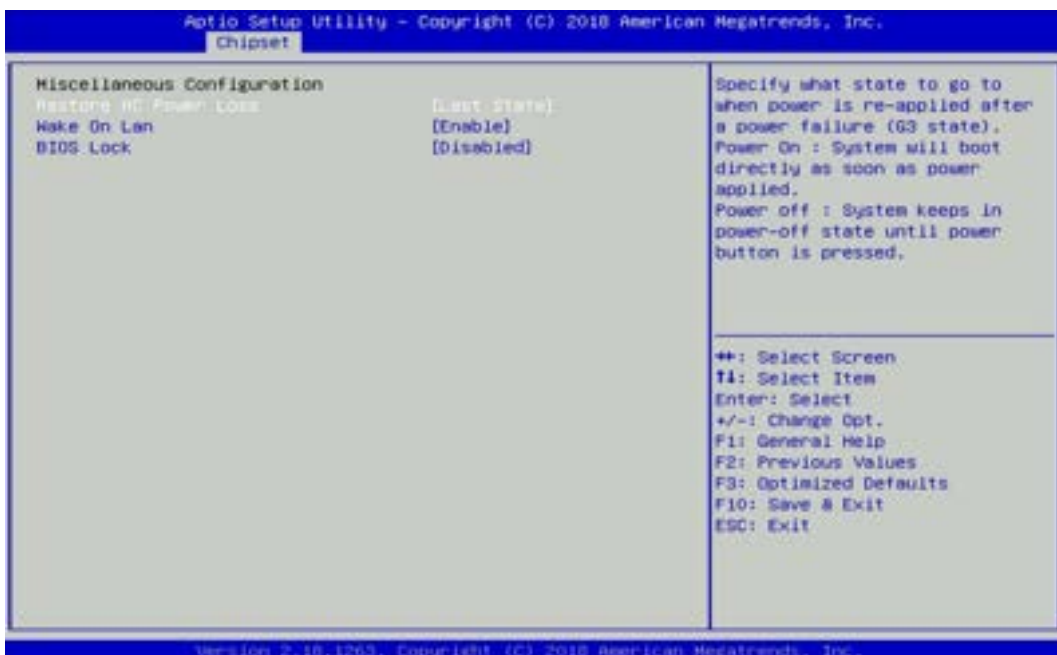 Aptio Setup Utility - Copyright (C) 2018 American Megatrends, Inc.
Chipset
Miscellaneous Configuration
Restore AC Power Loss [Last State]
Wake On Lan [Enable]
BIOS Lock [Disabled]
Specify what state to go to
when power is re-applied after
a power failure (G3 state).
Power On : System will boot
directly as soon as power
applied.
Power off : System keeps in
power-off state until power
button is pressed.
↔: Select Screen
↑↓: Select Item
Enter: Select
+/-: Change Opt.
F1: General Help
F2: Previous Values
F3: Optimized Defaults
F10: Save & Exit
ESC: Exit
Version 2.18.1263. Copyright (C) 2018 American Megatrends, Inc.